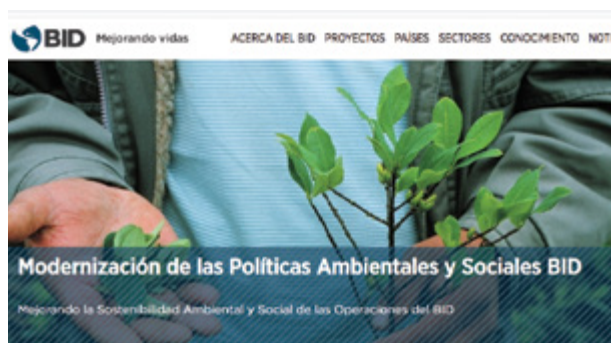 BID Mejorando vidas ACERCA DEL BID PROYECTOS PAÍSES SECTORES CONOCIMIENTO NOT
Modernización de las Políticas Ambientales y Sociales BID
Mejorando la Sostenibilidad Ambiental y Social de las Operaciones del BID